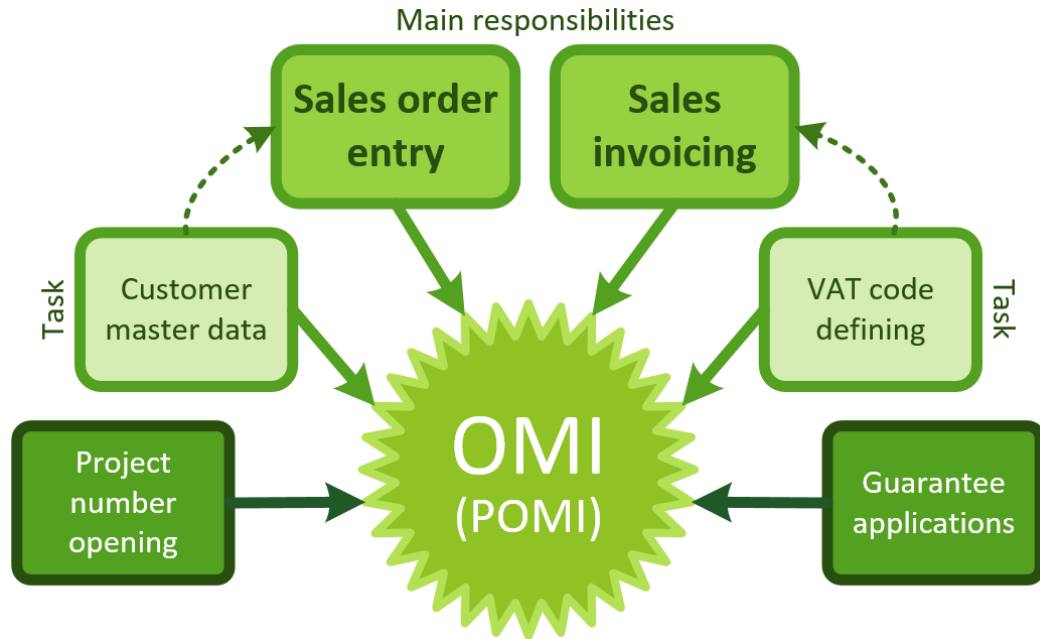 Main responsibilities
Sales order
entry
Sales
invoicing
Task
Customer
master data
VAT code
defining
Task
OMI
(POMI)
Project
number
opening
Guarantee
applications